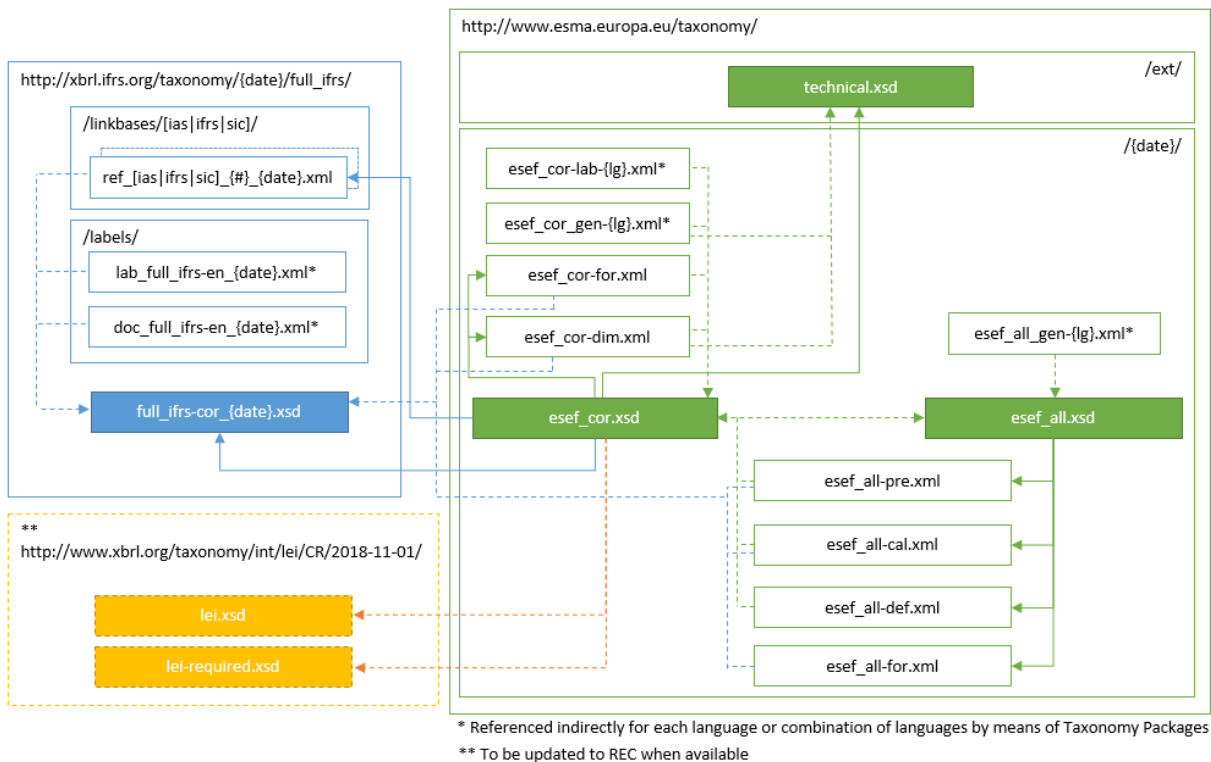 http://www.esma.europa.eu/taxonomy/
/ext/
technical.xsd
http://xbrl.ifrs.org/taxonomy/{date}/full_ifrs/
/linkbases/[ias|ifrs|sic]/
ref_[ias|ifrs|sic]_{#}_{date}.xml
/labels/
lab_full_ifrs-en_{date}.xml*
doc_full_ifrs-en_{date}.xml*
full_ifrs-cor_{date}.xsd
/{date}/
esef_cor-lab-{lg}.xml*
esef_cor_gen-{lg}.xml*
esef_cor-for.xml
esef_cor-dim.xml
esef_all_gen-{lg}.xml*
esef_cor.xsd
esef_all.xsd
esef_all-pre.xml
esef_all-cal.xml
esef_all-def.xml
esef_all-for.xml
**
http://www.xbrl.org/taxonomy/int/lei/CR/2018-11-01/
lei.xsd
lei-required.xsd
* Referenced indirectly for each language or combination of languages by means of Taxonomy Packages
** To be updated to REC when available